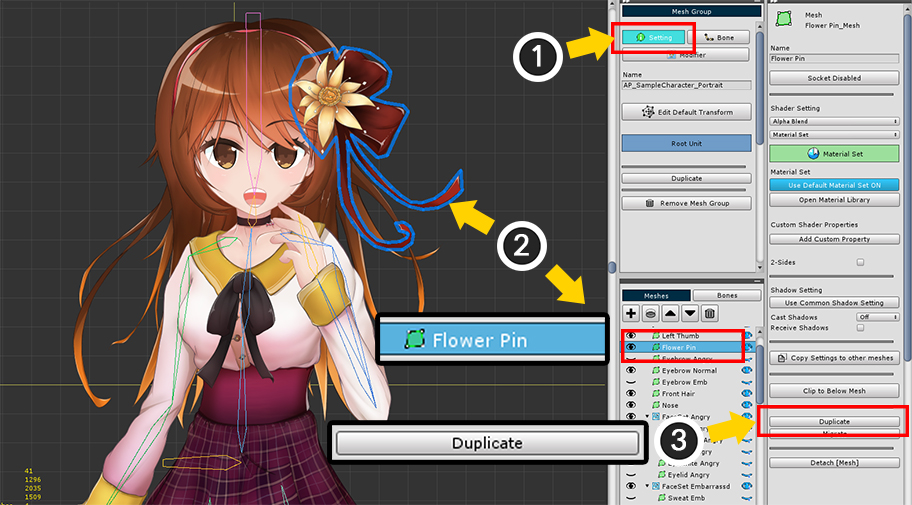 Mesh Group
Setting
Bone
Modifier
Name
AP_SampleCharacter_Portrait
Edit Default Transform
Root Unit
Duplicate
Remove Mesh Group
Meshes
Bones
Left Thumb
Flower Pin
Eyebrow Angry
Eyebrow Normal
Eyebrow Emb
Front Hair
Nose
FaceSet Angry
Angry
Angry
Angry
Angry
Eyelid Angry
FaceSet Embarrassd
Sweat Emb
Mesh
Flower Pin_Mesh
Name
Flower Pin
Socket Disabled
Shader Setting
Alpha Blend
Material Set
Material Set
Material Set
Use Default Material Set ON
Open Material Library
Custom Shader Properties
Add Custom Property
2-Sides
Shadow Setting
Use Common Shadow Setting
Cast Shadows
Off
Receive Shadows
Copy Settings to other meshes
Clip to Below Mesh
Duplicate
Migrate
Detach [Mesh]
1
2
Flower Pin
Duplicate
3
41
1296
2035
1509